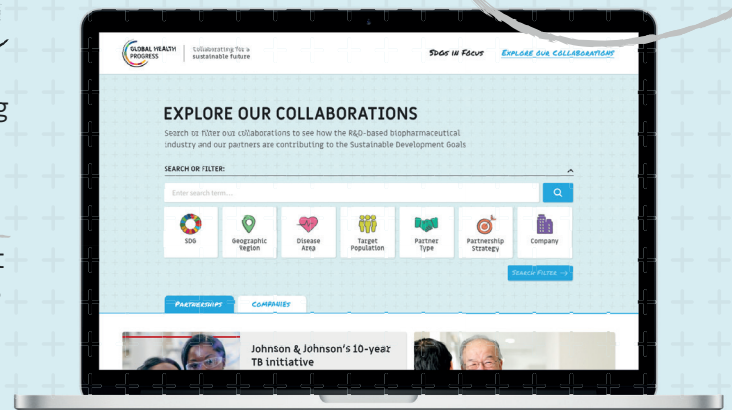 g
GLOBAL HEALTH
PROGRESS
Collaborating for a
sustainable future
SDGs in Focus
Explore our Collaborations
EXPLORE OUR COLLABORATIONS
Search or filter our collaborations to see how the R&D-based biopharmaceutical
industry and our partners are contributing to the Sustainable Development Goals
SEARCH OR FILTER:
Enter search term....
SDG
Geographic
Region
Disease
Area
Target
Population
Partner
Type
Partnership
Strategy
Company
Search Filter →
Partnerships
Companies
Johnson & Johnson's 10-year
TB initiative